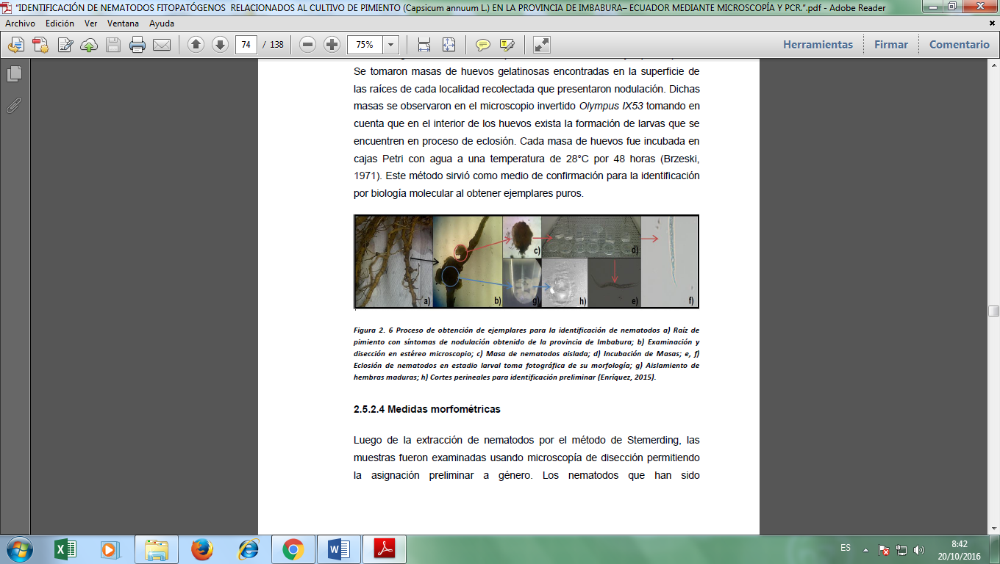 "IDENTIFICACIÓN DE NEMATODOS FITOPATÓGENOS RELACIONADOS AL CULTIVO DE PIMIENTO (Capsicum annuum L.) EN LA PROVINCIA DE IMBABURA– ECUADOR MEDIANTE MICROSCOPÍA Y PCR.".pdf - Adobe Reader
Archivo Edición Ver Ventana Ayuda
74 / 138 75% Herramientas Firmar Comentario
Se tomaron masas de huevos gelatinosas encontradas en la superficie de
las raíces de cada localidad recolectada que presentaron nodulación. Dichas
masas se observaron en el microscopio invertido Olympus IX53 tomando en
cuenta que en el interior de los huevos exista la formación de larvas que se
encuentren en proceso de eclosión. Cada masa de huevos fue incubada en
cajas Petri con agua a una temperatura de 28°C por 48 horas (Brzeski,
1971). Este método sirvió como medio de confirmación para la identificación
por biología molecular al obtener ejemplares puros.
c) d)
a) b) g) h) e) f)
Figura 2. 6 Proceso de obtención de ejemplares para la identificación de nematodos a) Raíz de
pimiento con síntomas de nodulación obtenido de la provincia de Imbabura; b) Examinación y
disección en estéreo microscopio; c) Masa de nematodos aislada; d) Incubación de Masas; e, f)
Eclosión de nematodos en estadio larval toma fotográfica de su morfología; g) Aislamiento de
hembras maduras; h) Cortes perineales para identificación preliminar (Enríquez, 2015).
2.5.2.4 Medidas morfométricas
Luego de la extracción de nematodos por el método de Stemerding, las
muestras fueron examinadas usando microscopía de disección permitiendo
la asignación preliminar a género. Los nematodos que han sido
ES 8:42
20/10/2016